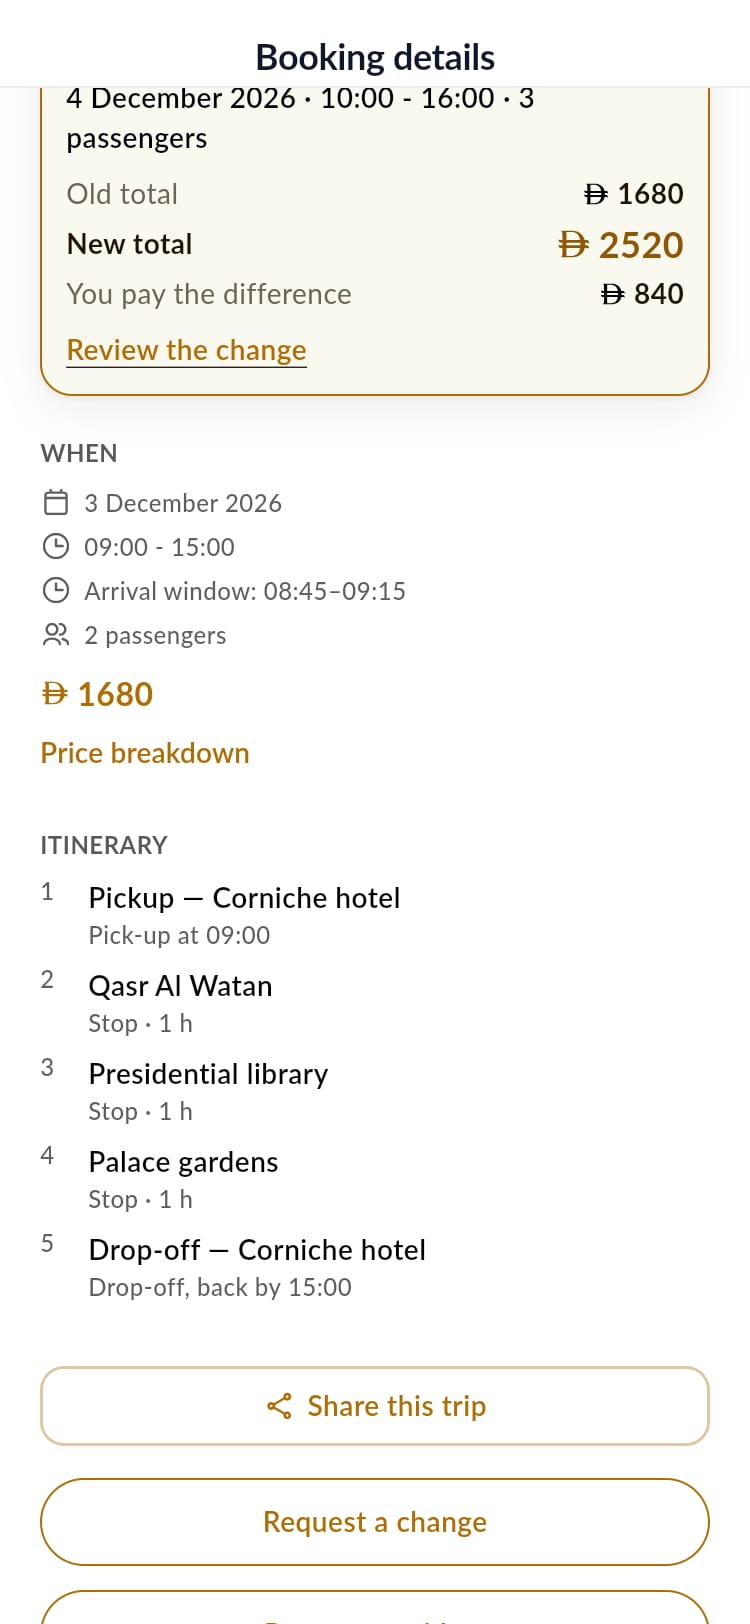 Booking details
4 December 2026 · 10:00 - 16:00 · 3
passengers
Old total
 1680
New total
 2520
You pay the difference
 840
Review the change
WHEN
3 December 2026
09:00 - 15:00
Arrival window: 08:45–09:15
2 passengers
 1680
Price breakdown
ITINERARY
1
Pickup — Corniche hotel
Pick-up at 09:00
2
Qasr Al Watan
Stop · 1 h
3
Presidential library
Stop · 1 h
4
Palace gardens
Stop · 1 h
5
Drop-off — Corniche hotel
Drop-off, back by 15:00
Share this trip
Request a change